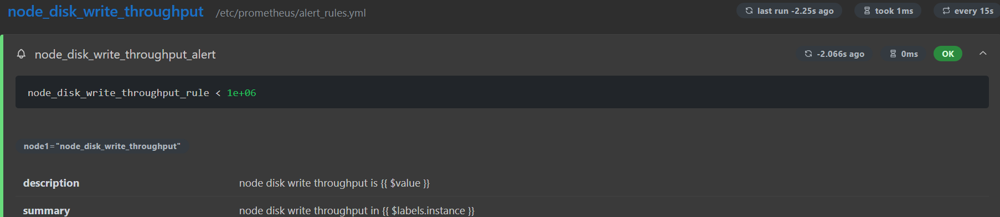 node_disk_write_throughput /etc/prometheus/alert_rules.yml last run -2.25s ago took 1ms every 15s
node_disk_write_throughput_alert -2.066s ago 0ms OK
node_disk_write_throughput_rule < 1e+06
node1="node_disk_write_throughput"
description node disk write throughput is {{ $value }}
summary node disk write throughput in {{ $labels.instance }}